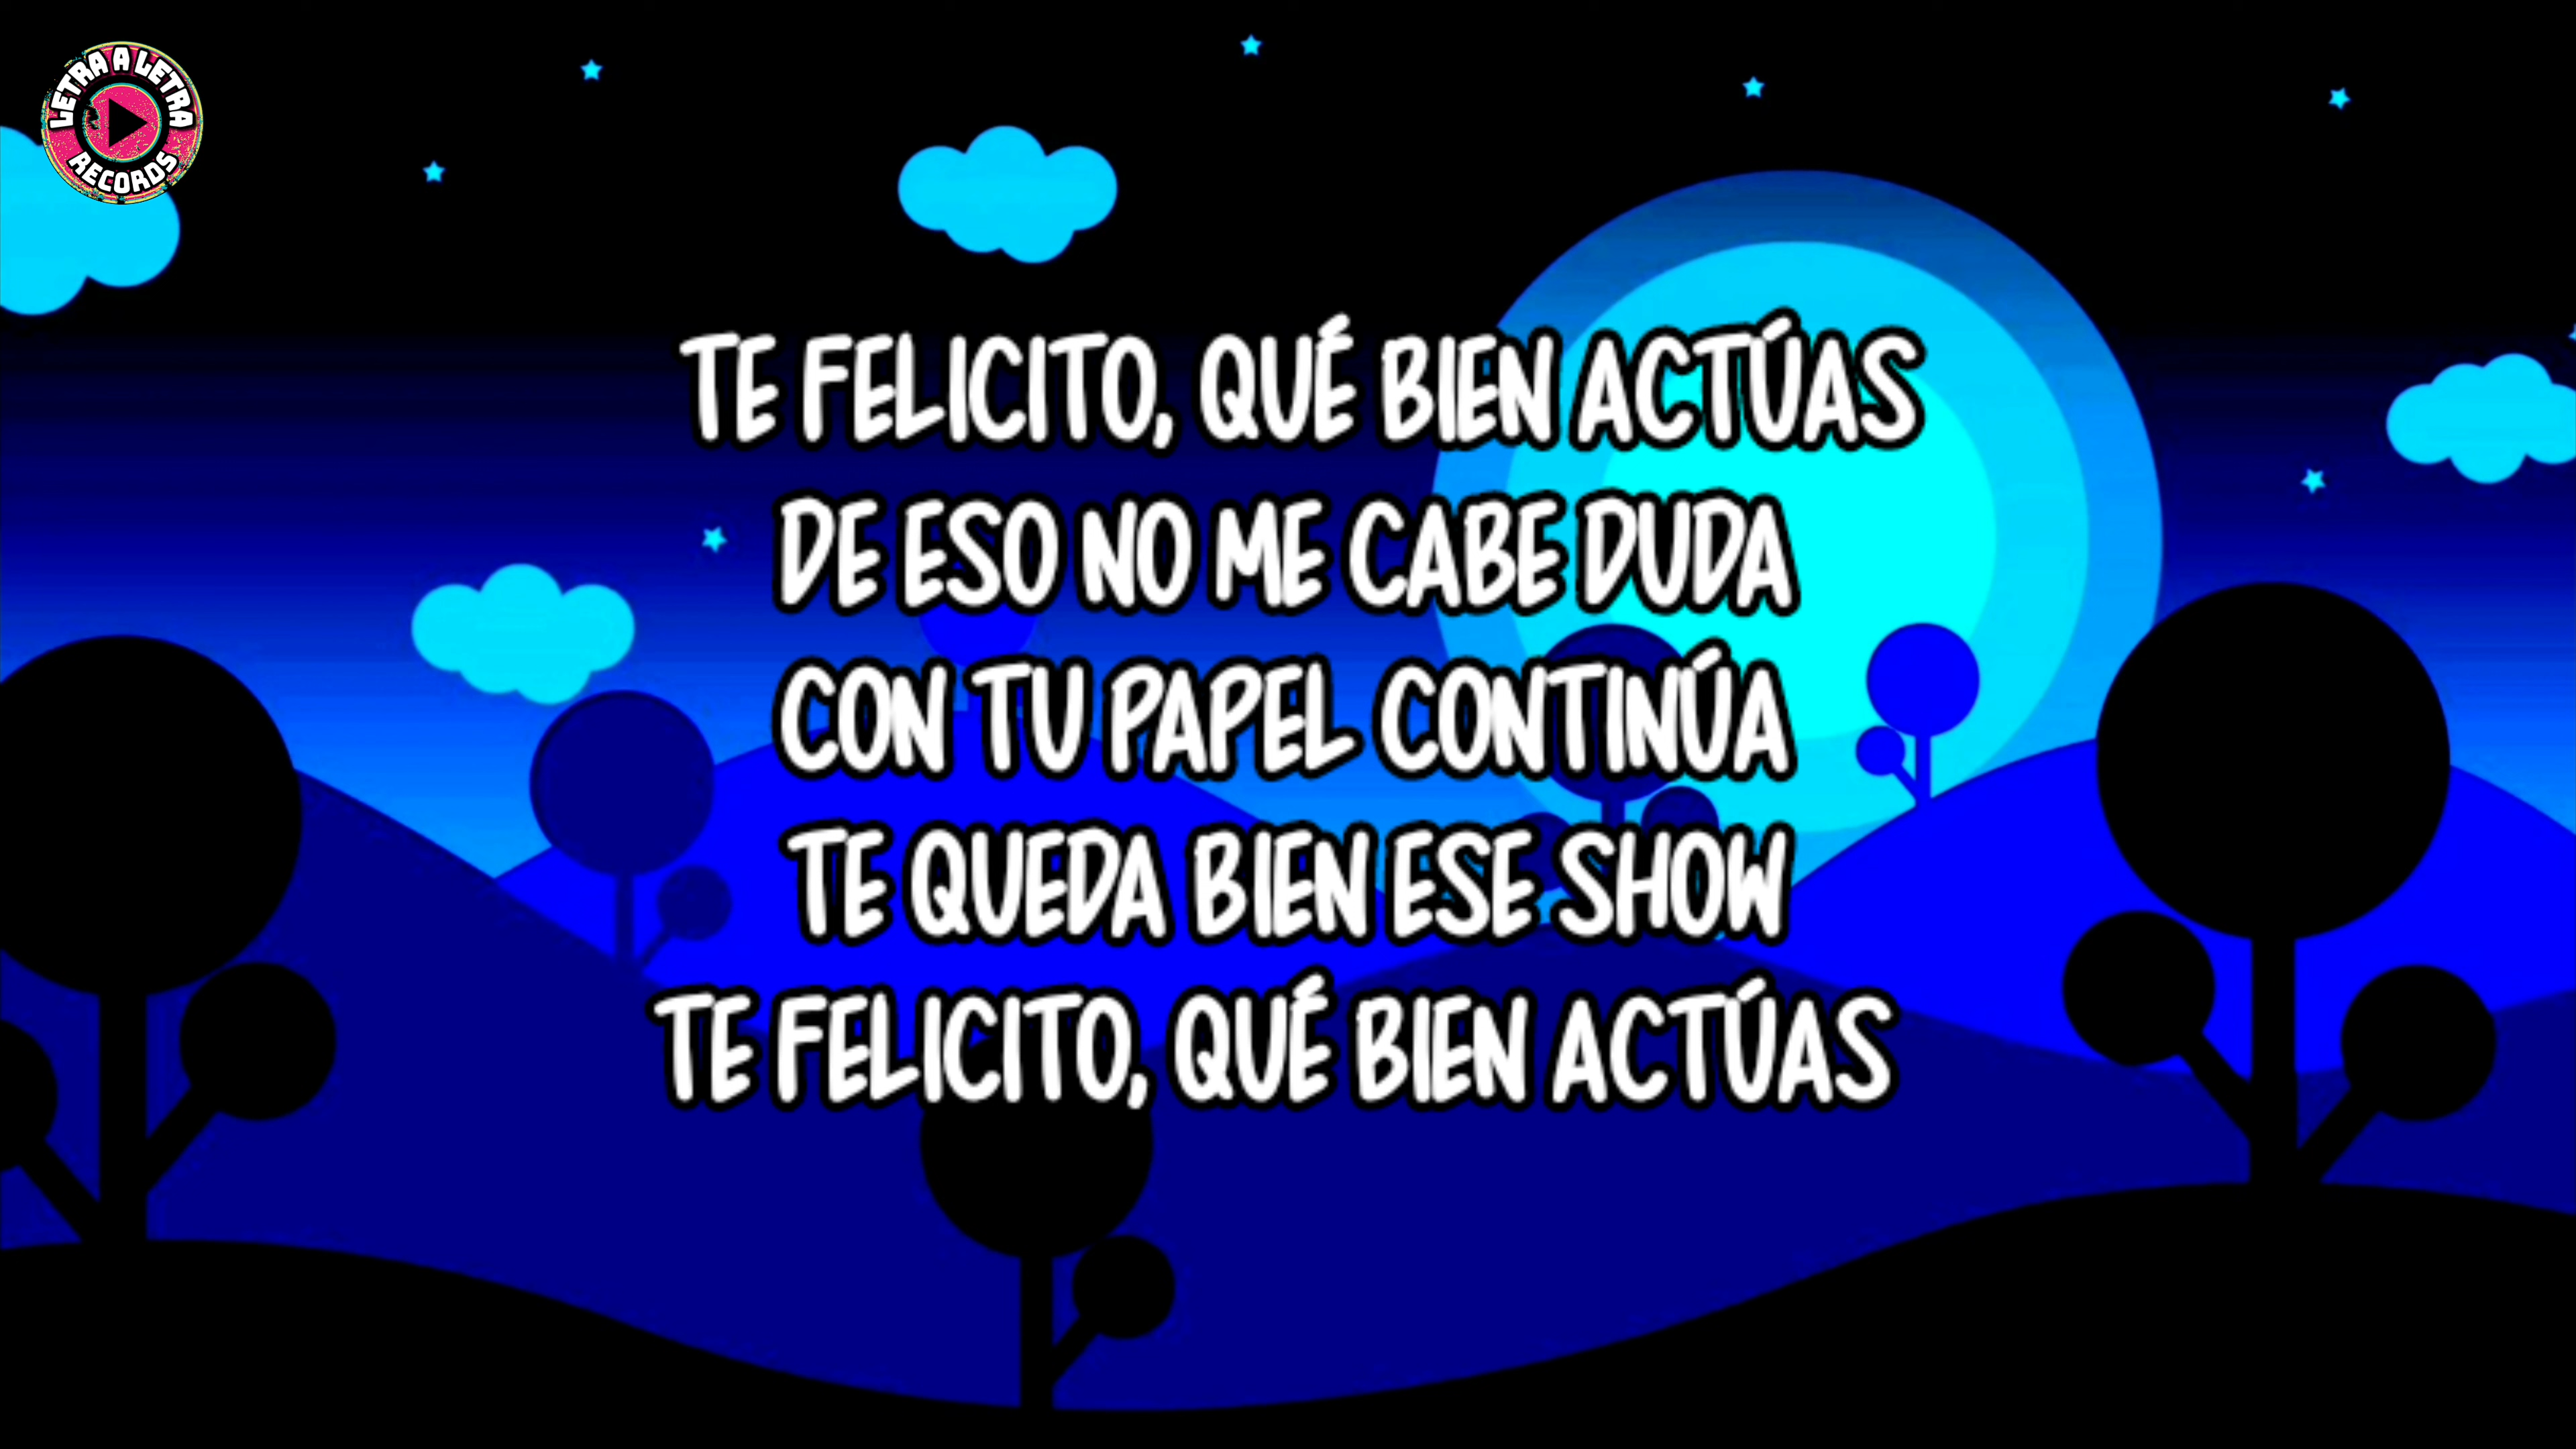 LETRA A LETRA
RECORDS
TE FELICITO, QUÉ BIEN ACTÚAS
DE ESO NO ME CABE DUDA
CON TU PAPEL CONTINÚA
TE QUEDA BIEN ESE SHOW
TE FELICITO, QUÉ BIEN ACTÚAS